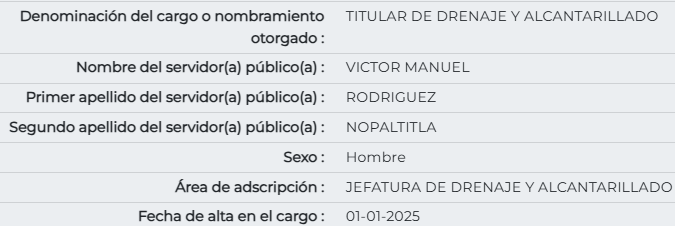 Denominación del cargo o nombramiento TITULAR DE DRENAJE Y ALCANTARILLADO
otorgado :
Nombre del servidor(a) público(a) : VICTOR MANUEL
Primer apellido del servidor(a) público(a) : RODRIGUEZ
Segundo apellido del servidor(a) público(a) : NOPALTITLA
Sexo : Hombre
Área de adscripción : JEFATURA DE DRENAJE Y ALCANTARILLADO
Fecha de alta en el cargo : 01-01-2025